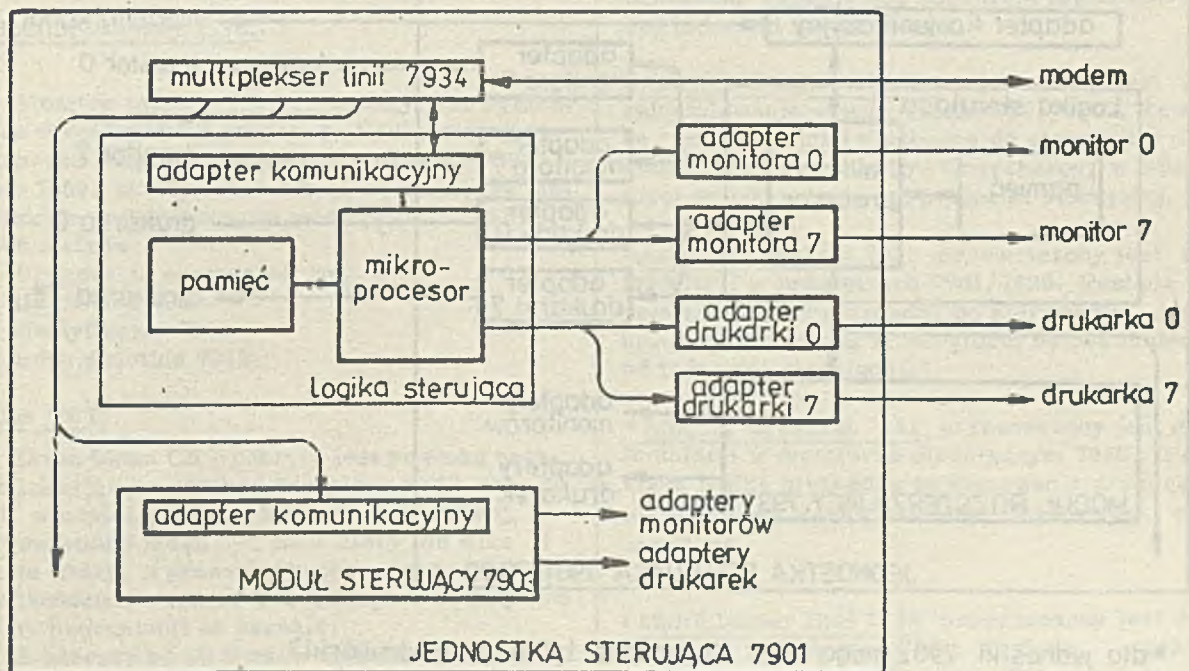 multiplekser linii 7934
modem
adapter komunikacyjny
adapter
monitora 0
monitor 0
adapter
monitora 7
monitor 7
pamięć
mikro-
procesor
adapter
drukarki 0
drukarka 0
Logika sterująca
adapter
drukarki 7
drukarka 7
adapter komunikacyjny
adaptery
monitorów
adaptery
drukarek
MODUŁ STERUJĄCY 7903
JEDNOSTKA STERUJĄCA 7901